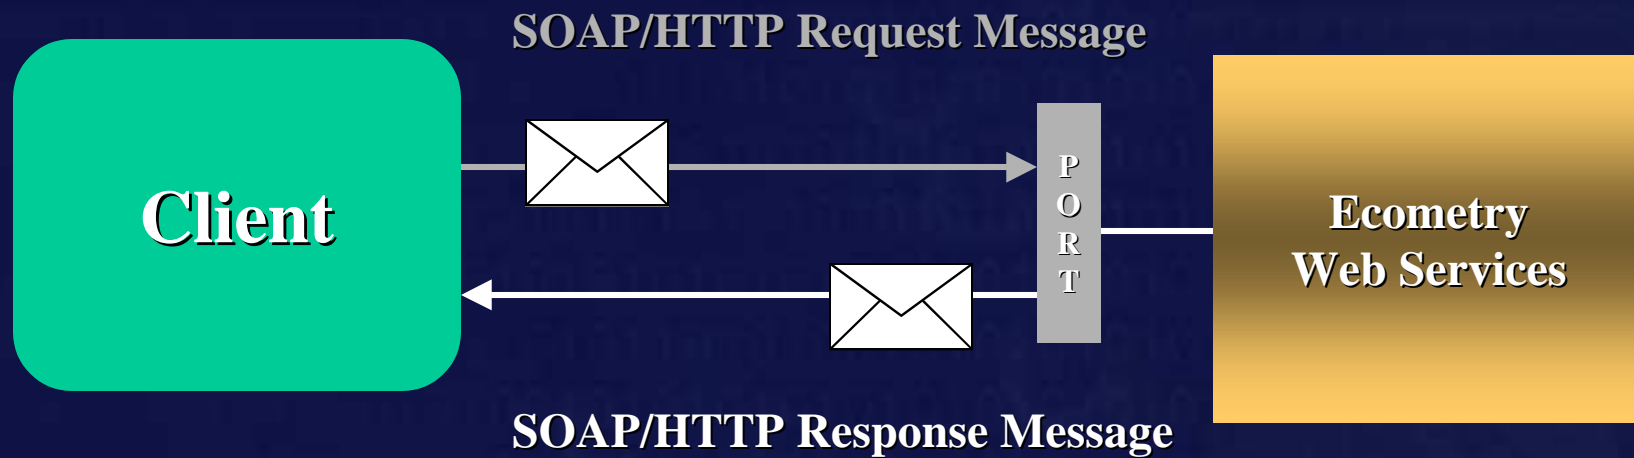 SOAP/HTTP Request Message
Client
P
O
R
T
Ecometry
Web Services
SOAP/HTTP Response Message